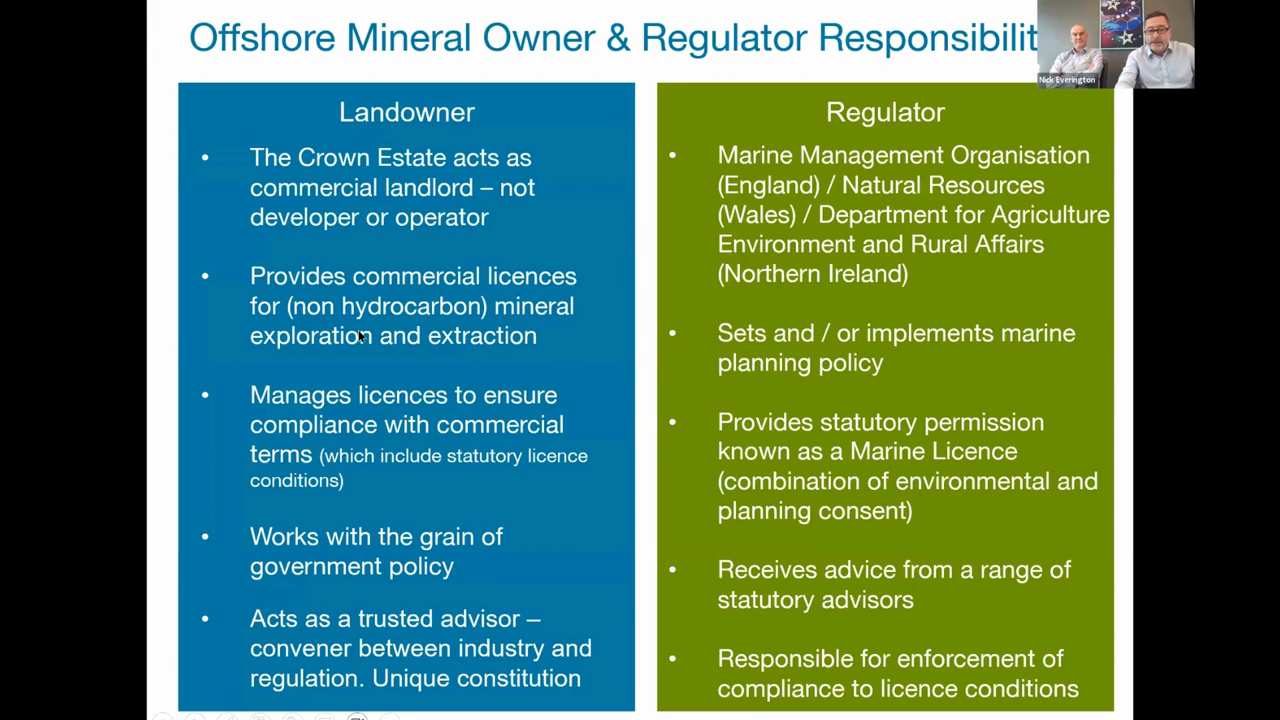 Offshore Mineral Owner & Regulator Responsibilit
Nick Everington
Landowner
• The Crown Estate acts as
commercial landlord – not
developer or operator
• Provides commercial licences
for (non hydrocarbon) mineral
exploration and extraction
• Manages licences to ensure
compliance with commercial
terms (which include statutory licence
conditions)
• Works with the grain of
government policy
• Acts as a trusted advisor –
convener between industry and
regulation. Unique constitution
Regulator
• Marine Management Organisation
(England) / Natural Resources
(Wales) / Department for Agriculture
Environment and Rural Affairs
(Northern Ireland)
• Sets and / or implements marine
planning policy
• Provides statutory permission
known as a Marine Licence
(combination of environmental and
planning consent)
• Receives advice from a range of
statutory advisors
• Responsible for enforcement of
compliance to licence conditions